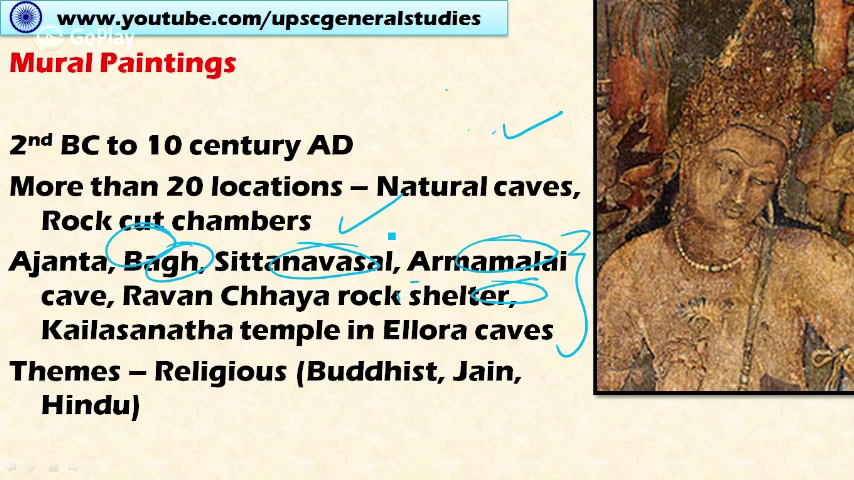 www.youtube.com/upscgeneralstudies
GoPlay
Mural Paintings
2nd BC to 10 century AD
More than 20 locations – Natural caves,
Rock cut chambers
Ajanta, Bagh, Sittanavasal, Armamalai
cave, Ravan Chhaya rock shelter,
Kailasanatha temple in Ellora caves
Themes – Religious (Buddhist, Jain,
Hindu)